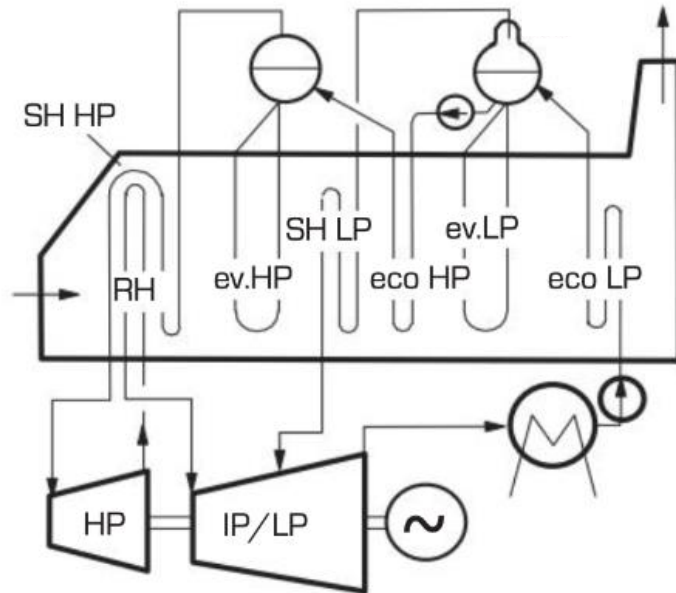 SH HP
SH LP
ev.LP
RH
ev.HP
eco HP
eco LP
HP
IP/LP
~